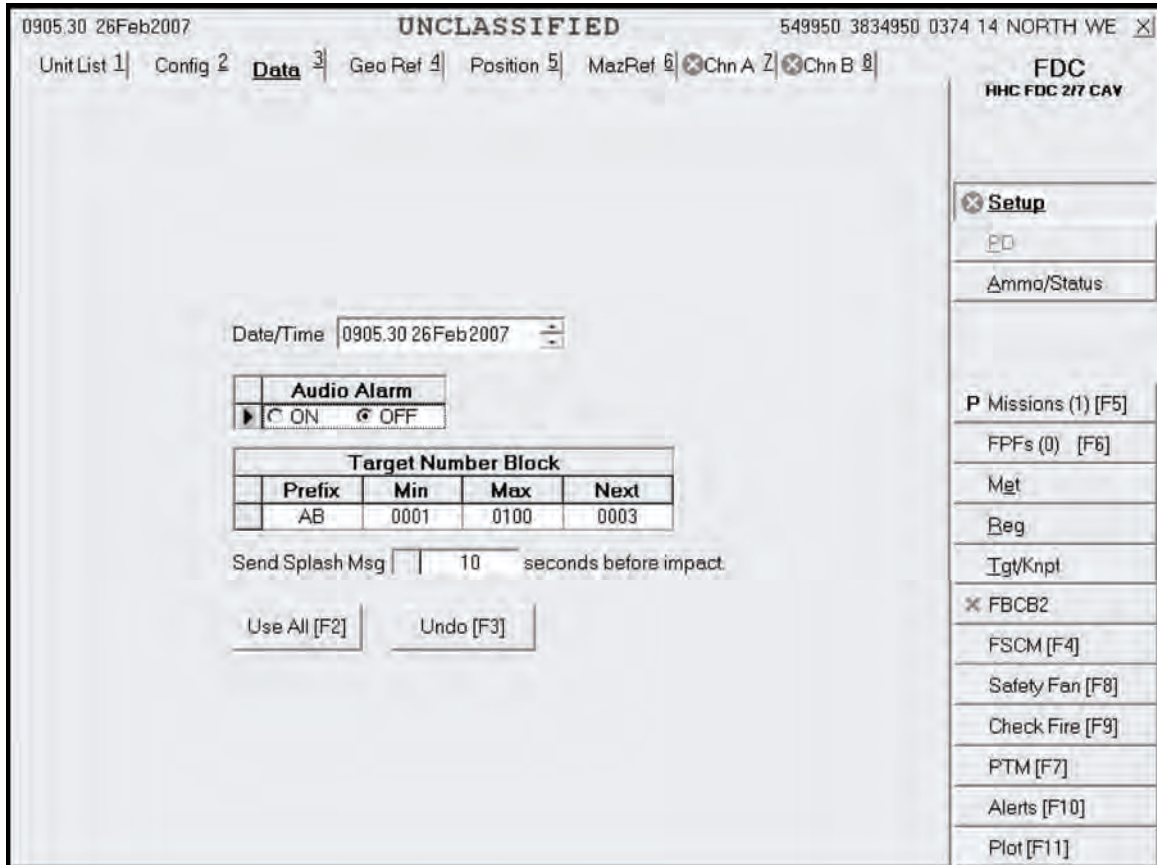 0905.30 26Feb2007 UNCLASSIFIED 549950 3834950 0374 14 NORTH WE X
Unit List 1 Config 2 Data 3 Geo Ref 4 Position 5 MazRef 6 Chn A 7 Chn B 8
FDC
HHC FDC 2/7 CAV
Setup
PD
Ammo/Status
Date/Time 0905.30 26Feb2007
Audio Alarm
ON OFF
Target Number Block
Prefix Min Max Next
AB 0001 0100 0003
Send Splash Msg 10 seconds before impact.
Use All [F2] Undo [F3]
P Missions (1) [F5]
FPFs (0) [F6]
Met
Reg
Tgt/Knpt
FBCB2
FSCM [F4]
Safety Fan [F8]
Check Fire [F9]
PTM [F7]
Alerts [F10]
Plot [F11]